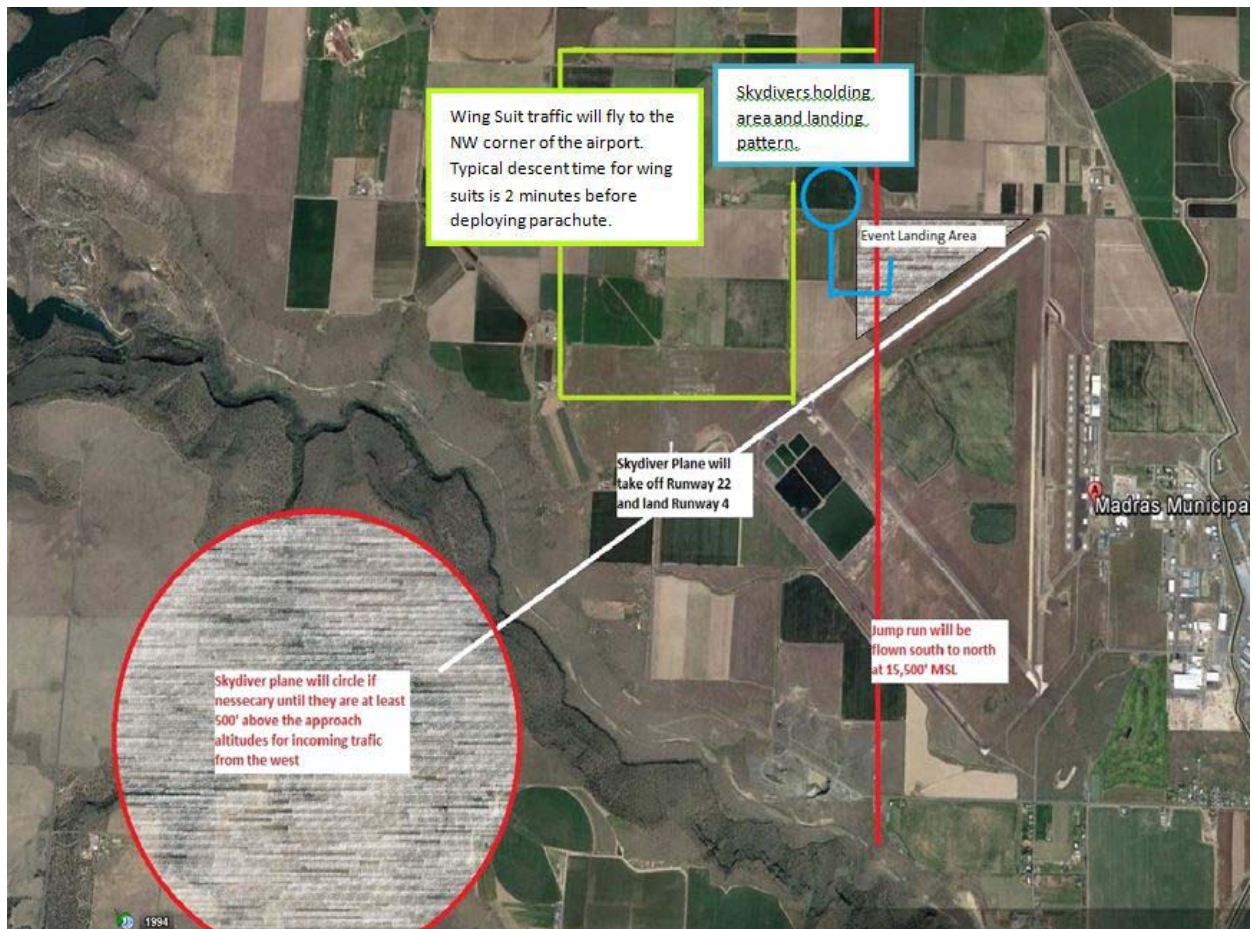 Wing Suit traffic will fly to the
NW corner of the airport.
Typical descent time for wing
suits is 2 minutes before
deploying parachute.
Skydivers holding
area and landing
pattern.
Event Landing Area
Skydiver Plane will
take off Runway 22
and land Runway 4
A
Madras Municipa
Jump run will be
flown south to north
at 15,500' MSL
Skydiver plane will circle if
nessecary until they are at least
500' above the approach
altitudes for incoming trafic
from the west
1994